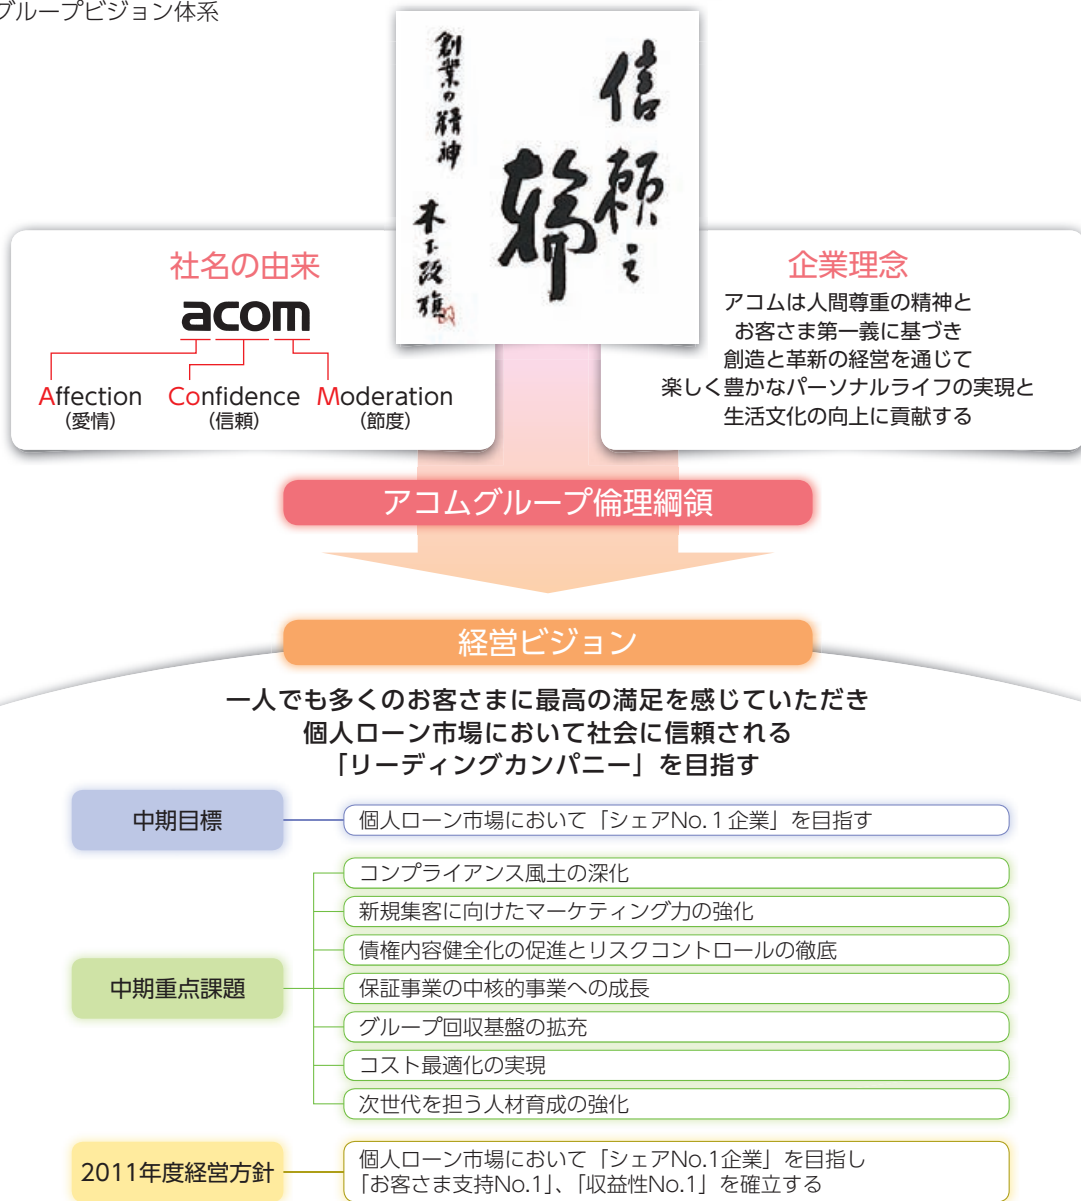 グループビジョン体系
創業の精神
信頼之
輪
木下政雄
社名の由来
acom
Affection
(愛情)
Confidence
(信頼)
Moderation
(節度)
企業理念
アコムは人間尊重の精神と
お客さま第一義に基づき
創造と革新の経営を通じて
楽しく豊かなパーソナルライフの実現と
生活文化の向上に貢献する
アコムグループ倫理綱領
経営ビジョン
一人でも多くのお客さまに最高の満足を感じていただき
個人ローン市場において社会に信頼される
「リーディングカンパニー」を目指す
中期目標
個人ローン市場において「シェアNo.1企業」を目指す
中期重点課題
コンプライアンス風土の深化
新規集客に向けたマーケティング力の強化
債権内容健全化の促進とリスクコントロールの徹底
保証事業の中核的事業への成長
グループ回収基盤の拡充
コスト最適化の実現
次世代を担う人材育成の強化
2011年度経営方針
個人ローン市場において「シェアNo.1企業」を目指し
「お客さま支持No.1」、「収益性No.1」を確立する